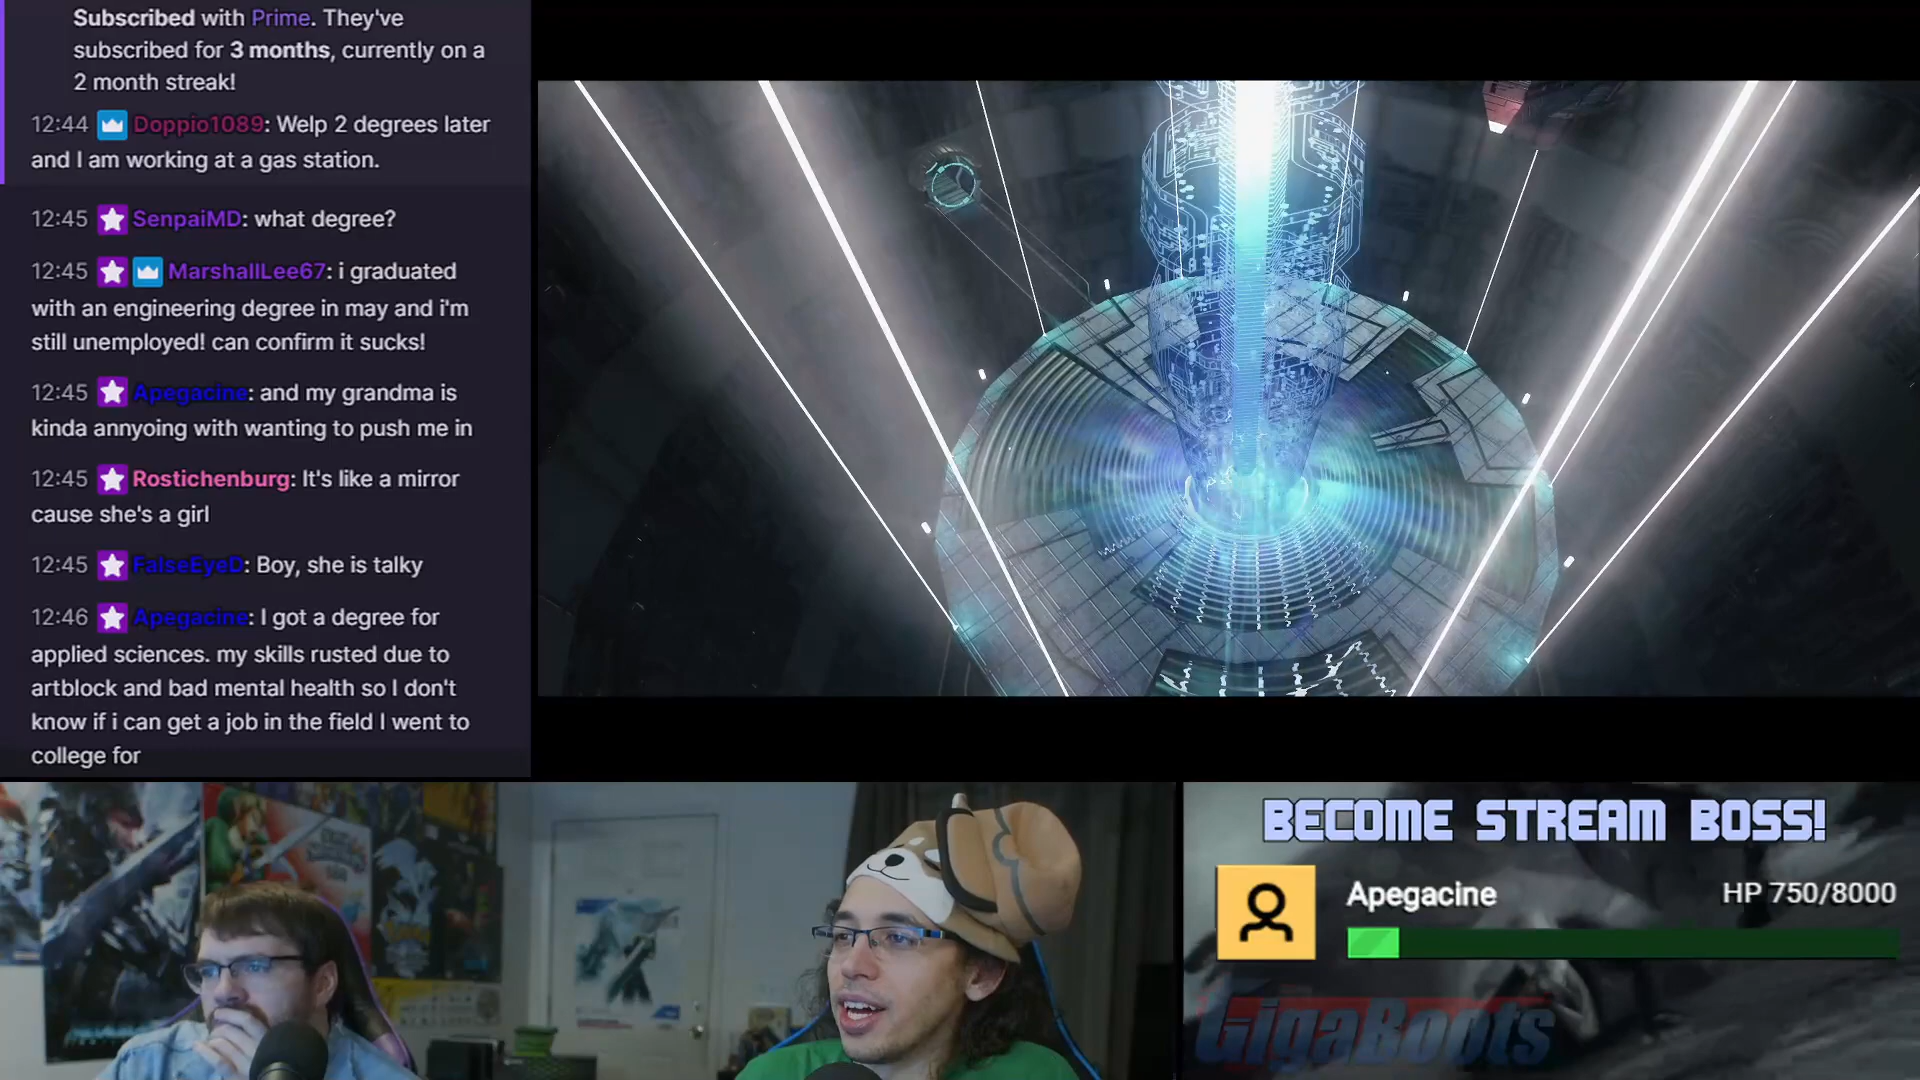 Subscribed with Prime. They've
subscribed for 3 months, currently on a
2 month streak!
12:44 Doppio1089: Welp 2 degrees later
and I am working at a gas station.
12:45 SenpaiMD: what degree?
12:45 MarshallLee67: i graduated
with an engineering degree in may and i'm
still unemployed! can confirm it sucks!
12:45 Apegacine: and my grandma is
kinda annyoing with wanting to push me in
12:45 Rostichenburg: It's like a mirror
cause she's a girl
12:45 FalseEyeD: Boy, she is talky
12:46 Apegacine: I got a degree for
applied sciences. my skills rusted due to
artblock and bad mental health so I don't
know if i can get a job in the field I went to
college for
BECOME STREAM BOSS!
Apegacine HP 750/8000
GigaBoots